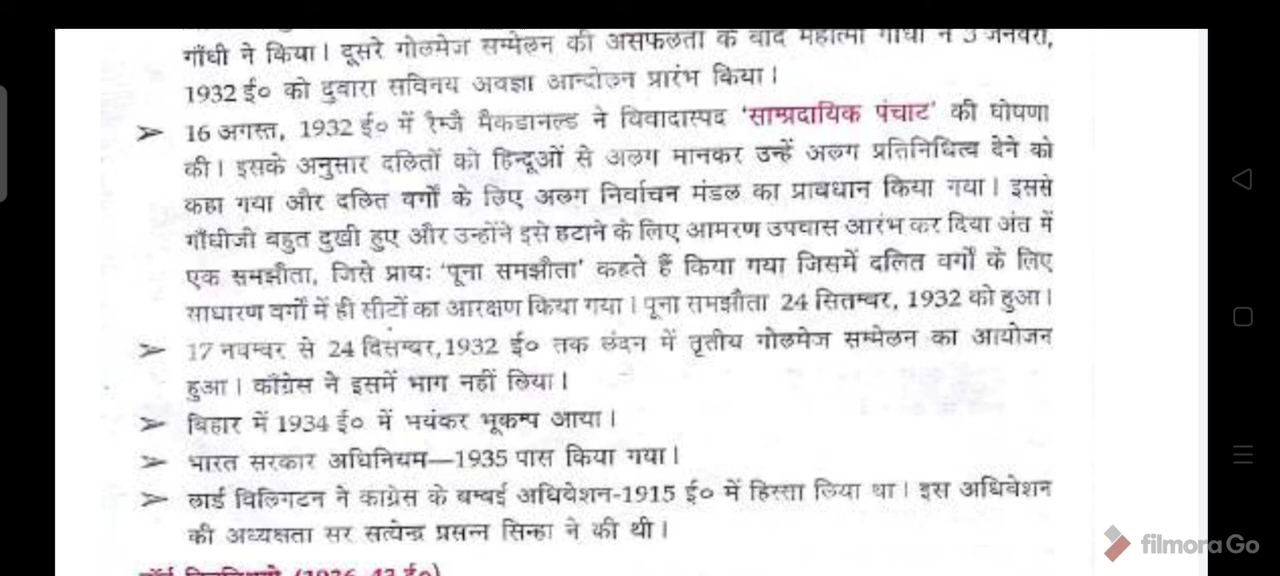 गाँधी ने किया। दूसरे गोलमेज सम्मेलन की असफलता के बाद महात्मा गांधी ने 3 जनवरी,
1932 ई० को दुवारा सविनय अवज्ञा आन्दोलन प्रारंभ किया।
➢ 16 अगस्त, 1932 ई० में रैम्जै मैकडानल्ड ने विवादास्पद 'साम्प्रदायिक पंचाट' की घोषणा
की। इसके अनुसार दलितों को हिन्दूओं से अलग मानकर उन्हें अलग प्रतिनिधित्व देने को
कहा गया और दलित वर्गों के लिए अलग निर्वाचन मंडल का प्रावधान किया गया। इससे
गाँधीजी बहुत दुखी हुए और उन्होंने इसे हटाने के लिए आमरण उपवास आरंभ कर दिया अंत में
एक समझौता, जिसे प्रायः 'पूना समझौता' कहते हैं किया गया जिसमें दलित वर्गों के लिए
साधारण वर्गों में ही सीटों का आरक्षण किया गया। पूना समझौता 24 सितम्बर, 1932 को हुआ।
➢ 17 नवम्बर से 24 दिसम्बर,1932 ई० तक लंदन में तृतीय गोलमेज सम्मेलन का आयोजन
हुआ। काँग्रेस ने इसमें भाग नहीं लिया।
➢ बिहार में 1934 ई० में भयंकर भूकम्प आया।
➢ भारत सरकार अधिनियम—1935 पास किया गया।
➢ लार्ड विलिगटन ने कांग्रेस के बम्बई अधिवेशन-1915 ई० में हिस्सा लिया था। इस अधिवेशन
की अध्यक्षता सर सत्येन्द्र प्रसन्न सिन्हा ने की थी।
filmoraGo